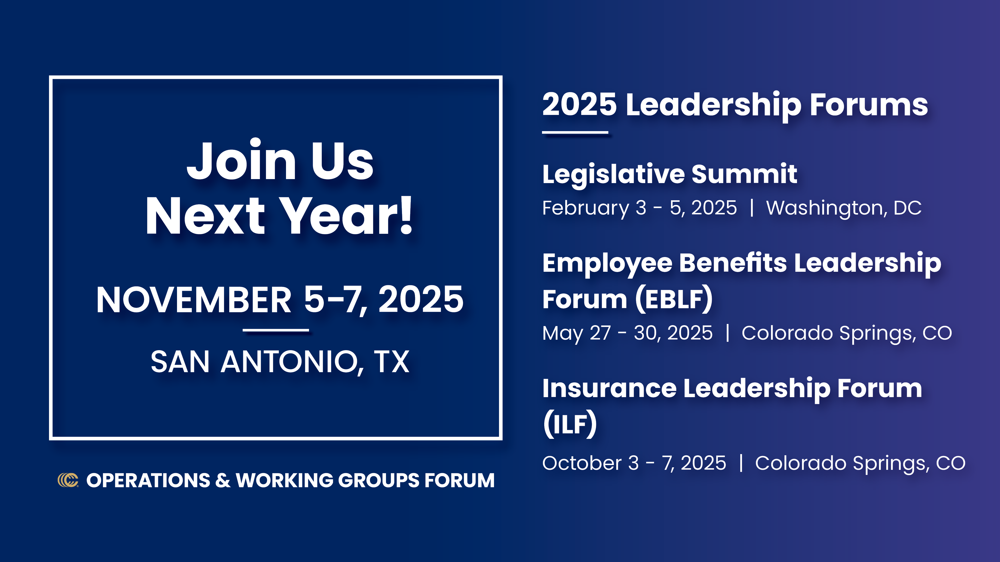 Join Us
Next Year!
NOVEMBER 5–7, 2025
SAN ANTONIO, TX
OPERATIONS & WORKING GROUPS FORUM
2025 Leadership Forums
Legislative Summit
February 3 - 5, 2025 | Washington, DC
Employee Benefits Leadership
Forum (EBLF)
May 27 - 30, 2025 | Colorado Springs, CO
Insurance Leadership Forum
(ILF)
October 3 - 7, 2025 | Colorado Springs, CO